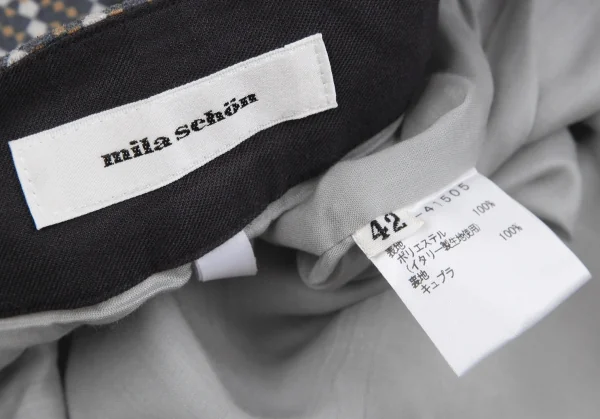 mila schön
42
-41505
表地
ポリエステル 100%
(イタリー製生地使用)
裏地
キュプラ 100%